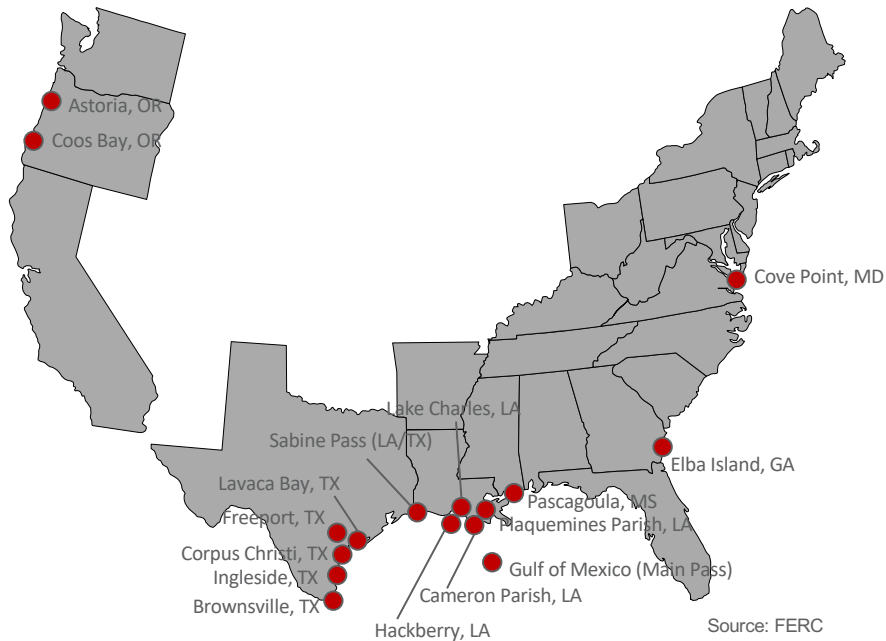 Astoria, OR
Coos Bay, OR
Cove Point, MD
Lake Charles, LA
Sabine Pass (LA/TX)
Elba Island, GA
Lavaca Bay, TX
Pascagoula, MS
Freeport, TX
Plaquemines Parish, LA
Corpus Christi, TX
Gulf of Mexico (Main Pass)
Ingleside, TX
Cameron Parish, LA
Brownsville, TX
Hackberry, LA
Source: FERC